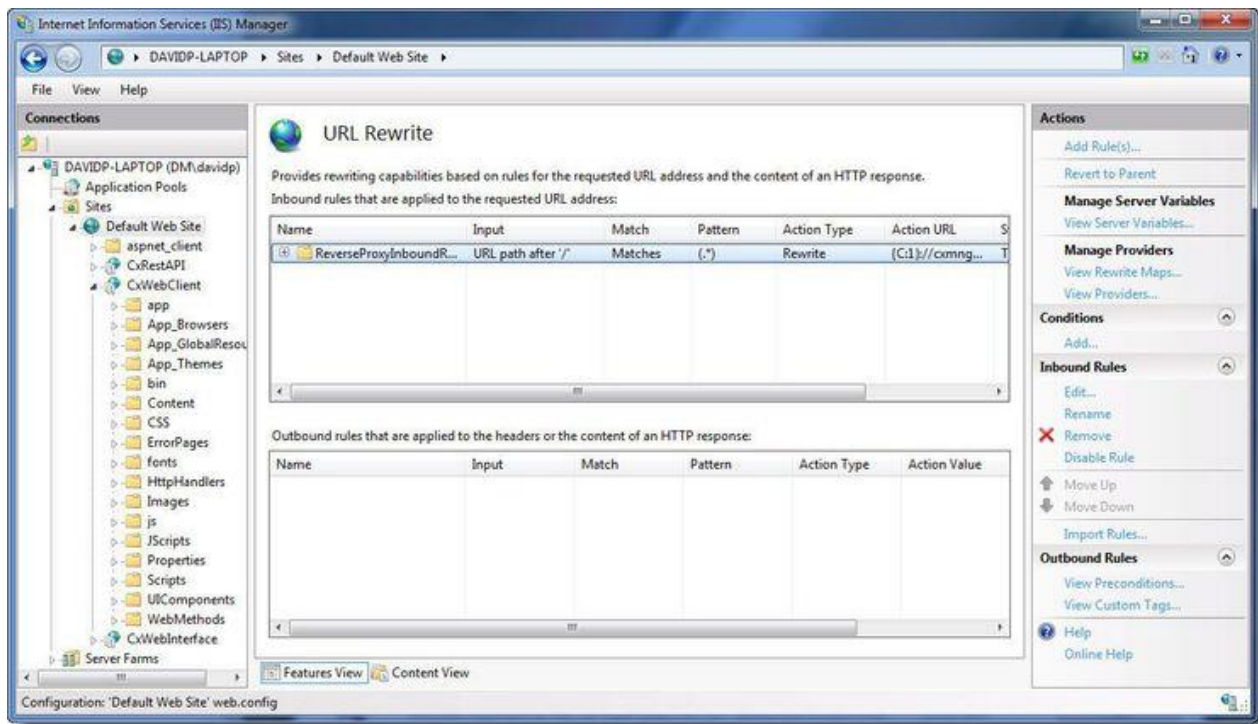 Internet Information Services (IIS) Manager
DAVIDP-LAPTOP Sites Default Web Site
File View Help
Connections
DAVIDP-LAPTOP (DM\davidp)
Application Pools
Sites
Default Web Site
aspnet_client
CxRestAPI
CxWebClient
app
App_Browsers
App_GlobalResou
App_Themes
bin
Content
CSS
ErrorPages
fonts
HttpHandlers
Images
js
JScripts
Properties
Scripts
UIComponents
WebMethods
CxWebInterface
Server Farms
URL Rewrite
Provides rewriting capabilities based on rules for the requested URL address and the content of an HTTP response.
Inbound rules that are applied to the requested URL address:
Name Input Match Pattern Action Type Action URL S
ReverseProxyInboundR... URL path after '/' Matches (.*) Rewrite {C:1}://cxmng... T
Outbound rules that are applied to the headers or the content of an HTTP response:
Name Input Match Pattern Action Type Action Value
Features View Content View
Actions
Add Rule(s)...
Revert to Parent
Manage Server Variables
View Server Variables...
Manage Providers
View Rewrite Maps...
View Providers...
Conditions
Add...
Inbound Rules
Edit...
Rename
Remove
Disable Rule
Move Up
Move Down
Import Rules...
Outbound Rules
View Preconditions...
View Custom Tags...
Help
Online Help
Configuration: 'Default Web Site' web.config